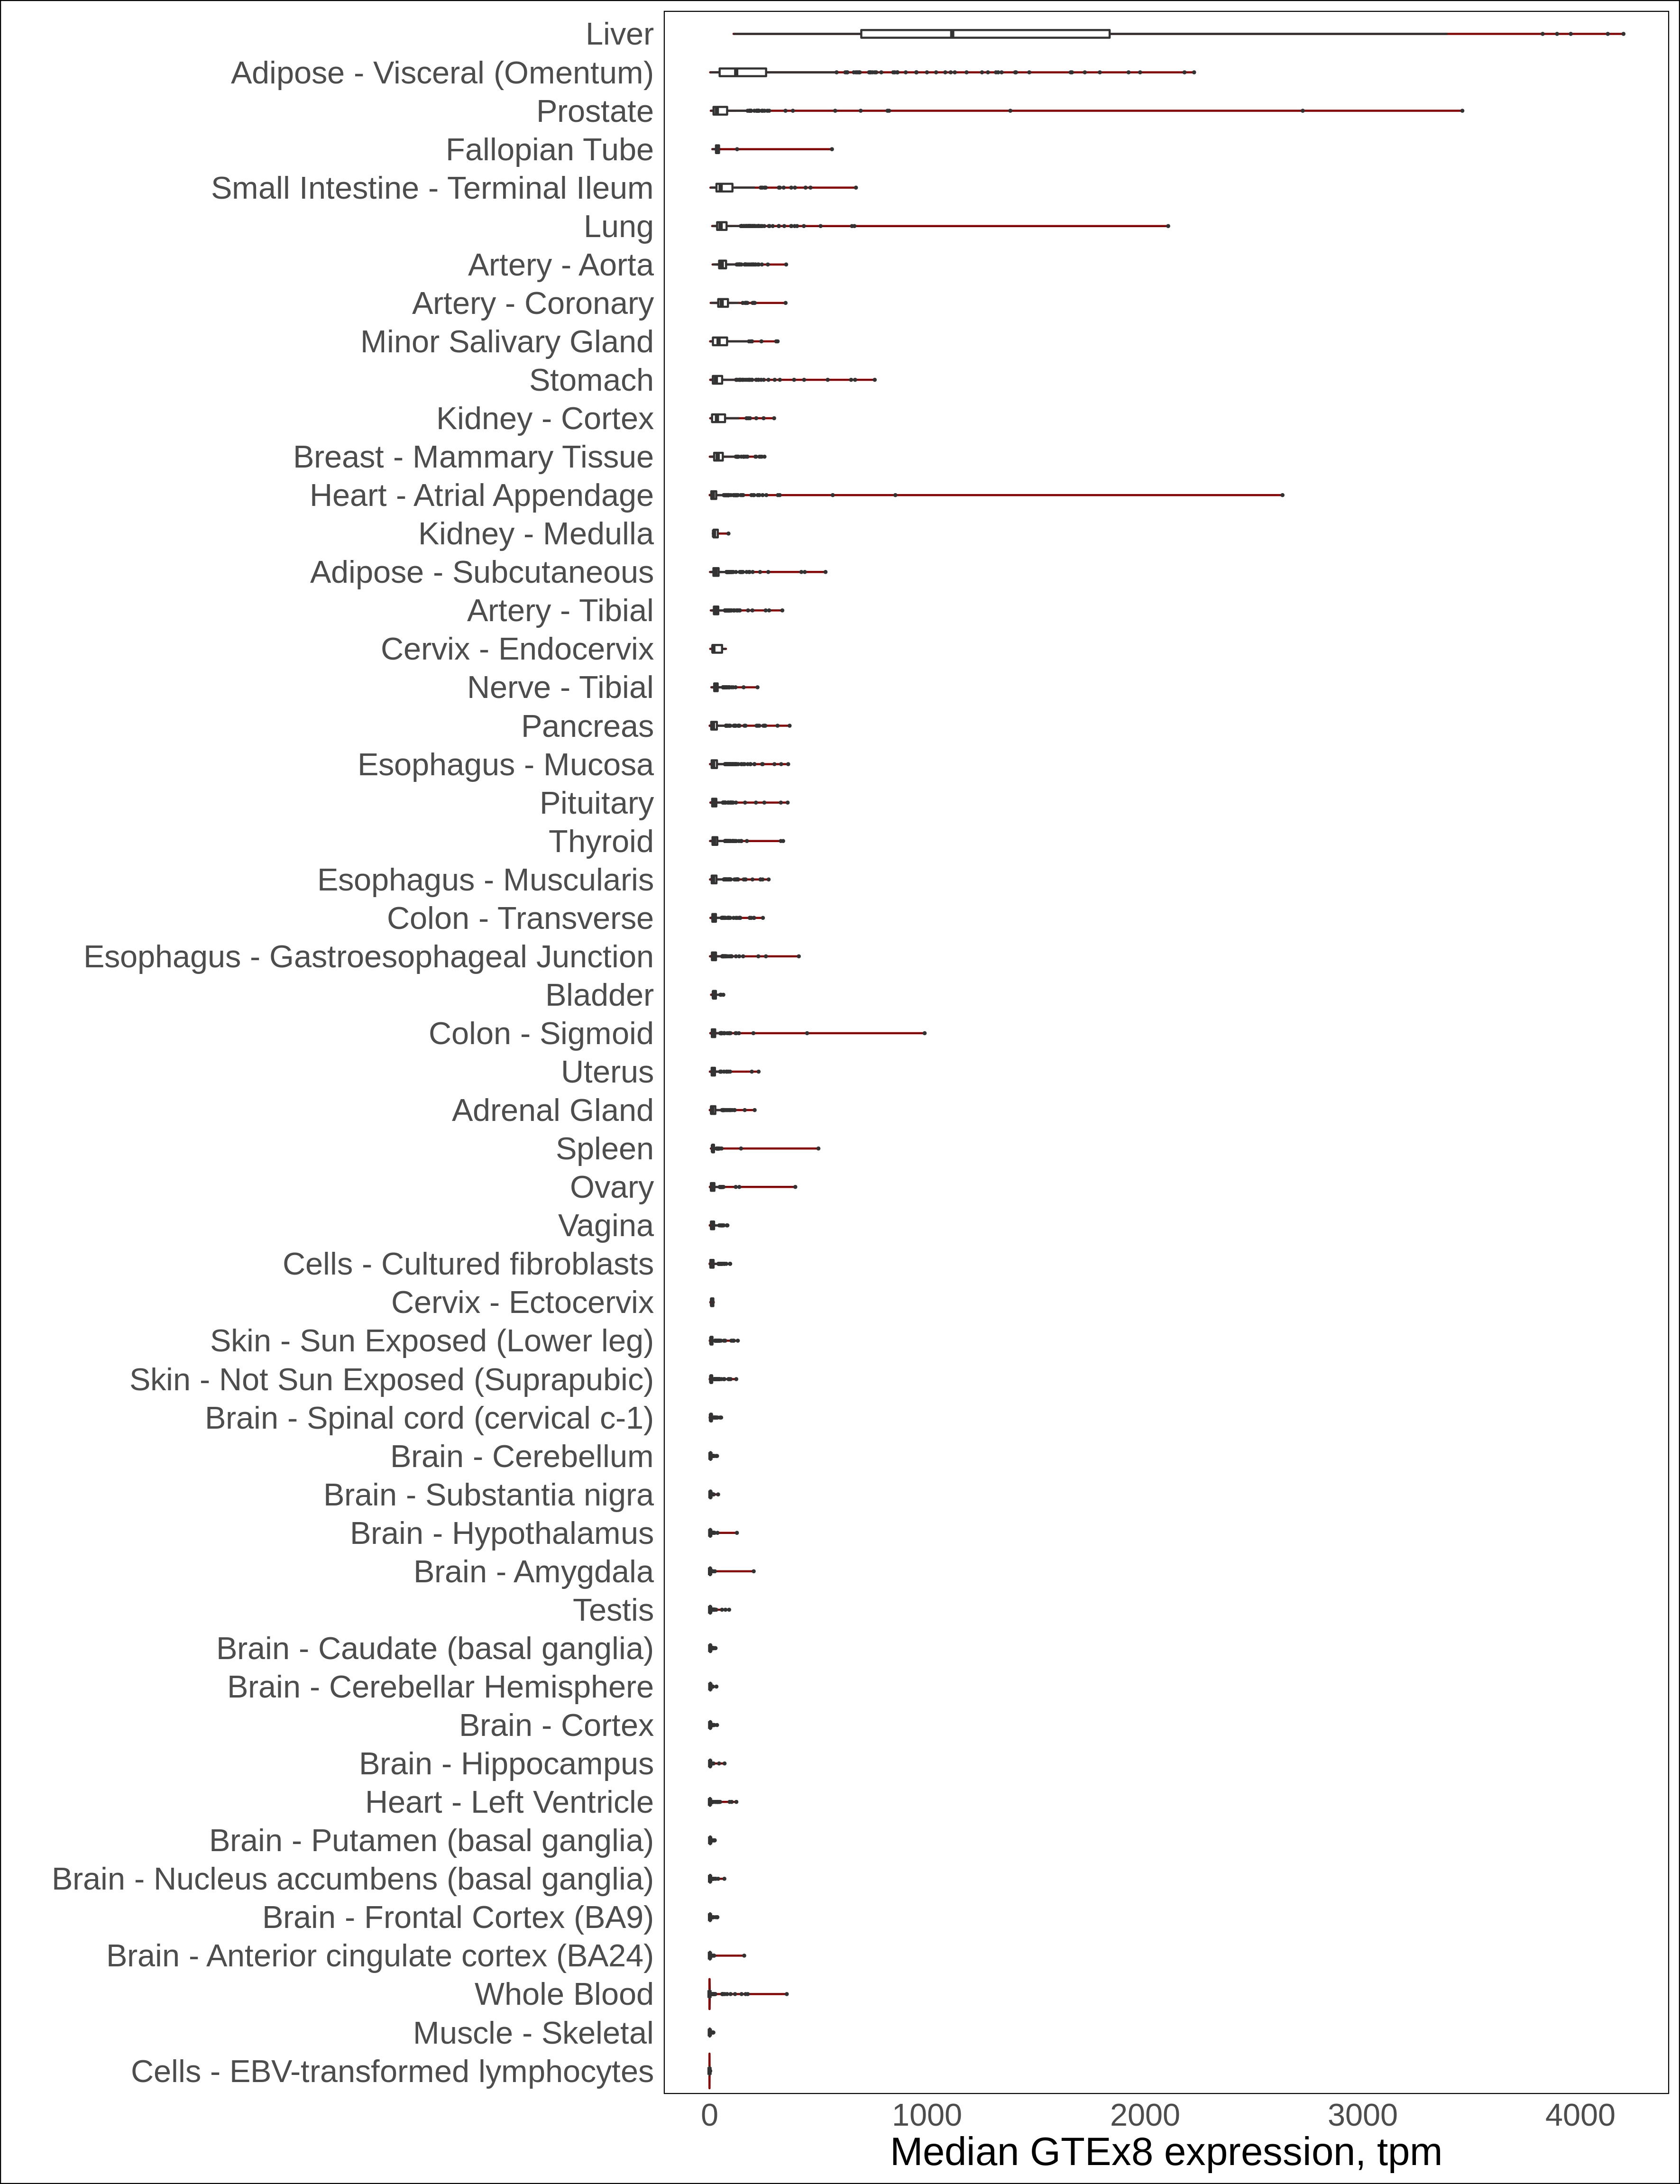 Liver
Adipose - Visceral (Omentum)
Prostate
Fallopian Tube
Small Intestine - Terminal Ileum
Lung
Artery - Aorta
Artery - Coronary
Minor Salivary Gland
Stomach
Kidney - Cortex
Breast - Mammary Tissue
Heart - Atrial Appendage
Kidney - Medulla
Adipose - Subcutaneous
Artery - Tibial
Cervix - Endocervix
Nerve - Tibial
Pancreas
Esophagus - Mucosa
Pituitary
Thyroid
Esophagus - Muscularis
Colon - Transverse
Esophagus - Gastroesophageal Junction
Bladder
Colon - Sigmoid
Uterus
Adrenal Gland
Spleen
Ovary
Vagina
Cells - Cultured fibroblasts
Cervix - Ectocervix
Skin - Sun Exposed (Lower leg)
Skin - Not Sun Exposed (Suprapubic)
Brain - Spinal cord (cervical c-1)
Brain - Cerebellum
Brain - Substantia nigra
Brain - Hypothalamus
Brain - Amygdala
Testis
Brain - Caudate (basal ganglia)
Brain - Cerebellar Hemisphere
Brain - Cortex
Brain - Hippocampus
Heart - Left Ventricle
Brain - Putamen (basal ganglia)
Brain - Nucleus accumbens (basal ganglia)
Brain - Frontal Cortex (BA9)
Brain - Anterior cingulate cortex (BA24)
Whole Blood
Muscle - Skeletal
Cells - EBV-transformed lymphocytes
0 1000 2000 3000 4000
Median GTEx8 expression, tpm